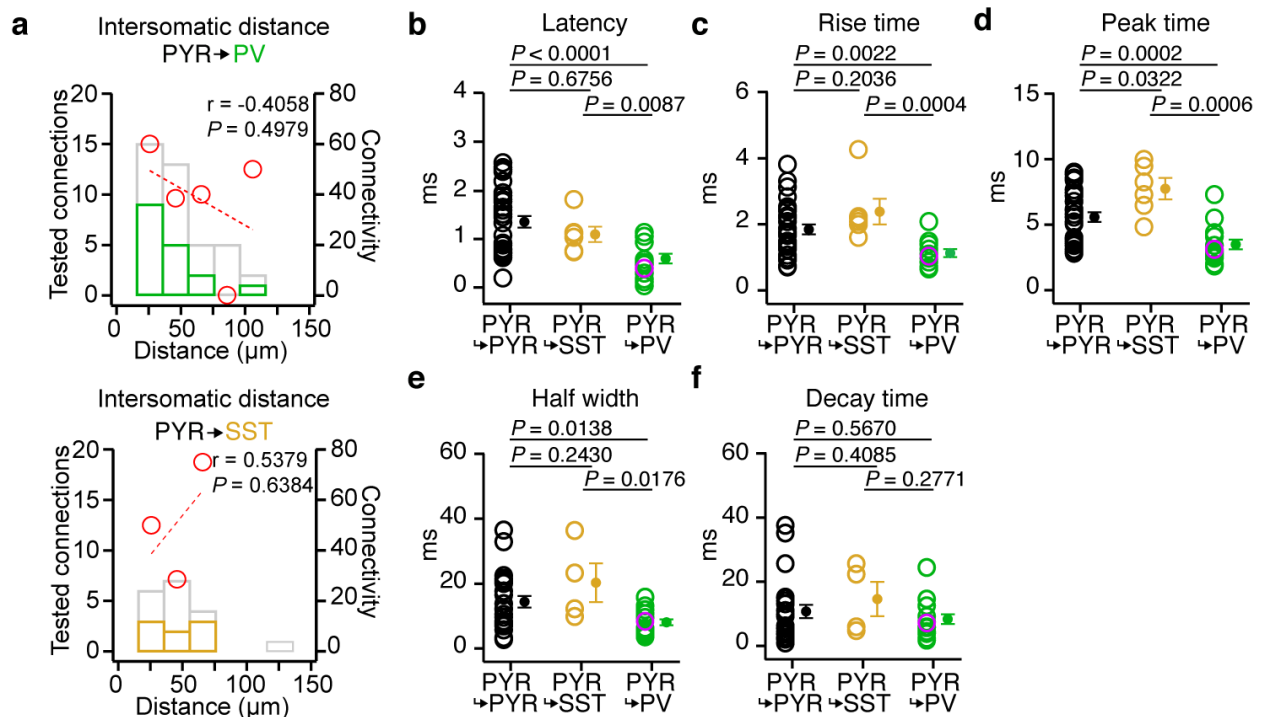 a
Intersomatic distance
PYR→PV
r = -0.4058
P = 0.4979
Tested connections
Connectivity
20
15
10
5
0
80
60
40
20
0
0 50 100 150
Distance (µm)
Intersomatic distance
PYR→SST
r = 0.5379
P = 0.6384
Tested connections
Connectivity
20
15
10
5
0
80
60
40
20
0
0 50 100 150
Distance (µm)
b
Latency
P < 0.0001
P = 0.6756
P = 0.0087
ms
4
3
2
1
0
PYR PYR PYR
↳PYR ↳SST ↳PV
c
Rise time
P = 0.0022
P = 0.2036
P = 0.0004
ms
6
4
2
0
PYR PYR PYR
↳PYR ↳SST ↳PV
d
Peak time
P = 0.0002
P = 0.0322
P = 0.0006
ms
15
10
5
0
PYR PYR PYR
↳PYR ↳SST ↳PV
e
Half width
P = 0.0138
P = 0.2430
P = 0.0176
ms
60
40
20
0
PYR PYR PYR
↳PYR ↳SST ↳PV
f
Decay time
P = 0.5670
P = 0.4085
P = 0.2771
ms
60
40
20
0
PYR PYR PYR
↳PYR ↳SST ↳PV